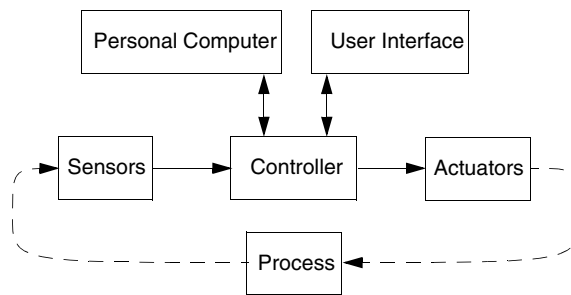 Personal Computer
User Interface
Sensors
Controller
Actuators
Process